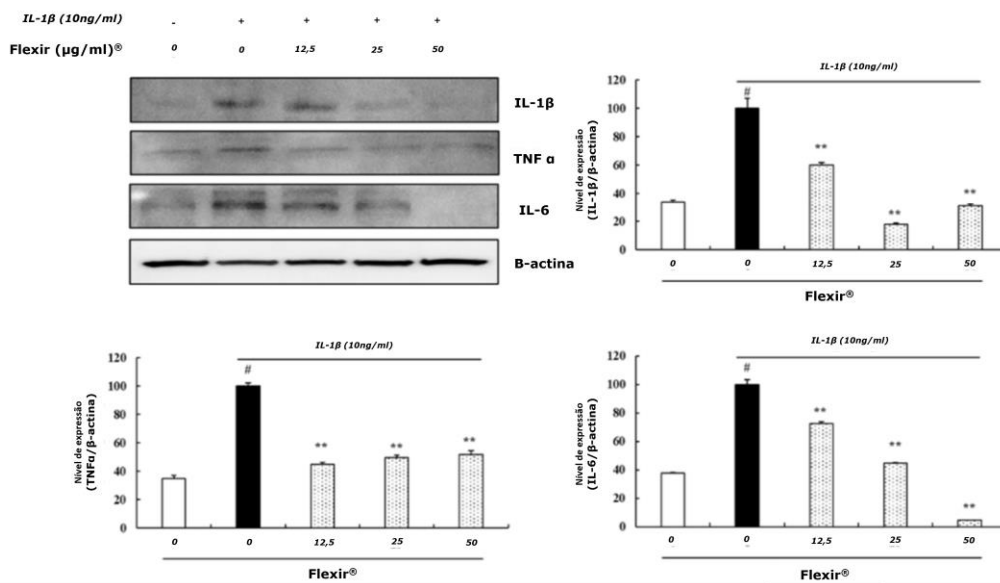 IL-1β (10ng/ml) - + + + +
Flexir (µg/ml)® 0 0 12,5 25 50
IL-1β
TNF α
IL-6
B-actina
IL-1β (10ng/ml)
Nível de expressão
(IL-1β/β-actina)
120
100
80
60
40
20
0
#
**
**
**
0 0 12,5 25 50
Flexir®
IL-1β (10ng/ml)
Nível de expressão
(TNFα/β-actina)
120
100
80
60
40
20
0
#
**
**
**
0 0 12,5 25 50
Flexir®
IL-1β (10ng/ml)
Nível de expressão
(IL-6/β-actina)
120
100
80
60
40
20
0
#
**
**
**
0 0 12,5 25 50
Flexir®